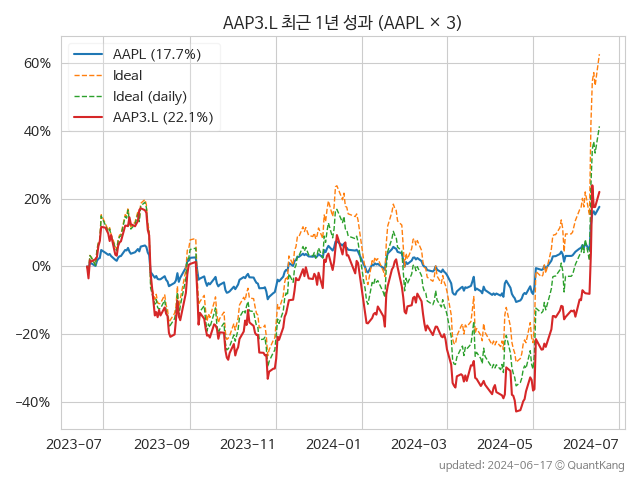 AAP3.L 최근 1년 성과 (AAPL × 3)
AAPL (17.7%)
Ideal
Ideal (daily)
AAP3.L (22.1%)
60%
40%
20%
0%
−20%
−40%
2023-07 2023-09 2023-11 2024-01 2024-03 2024-05 2024-07
updated: 2024-06-17 © QuantKang